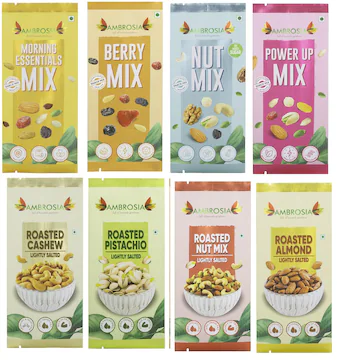 AMBROSIA
MORNING
ESSENTIALS
MIX
AMBROSIA
BERRY
MIX
AMBROSIA
NUT
MIX
AMBROSIA
POWER UP
MIX
AMBROSIA
ROASTED
CASHEW
LIGHTLY SALTED
AMBROSIA
ROASTED
PISTACHIO
LIGHTLY SALTED
AMBROSIA
ROASTED
NUT MIX
LIGHTLY SALTED
AMBROSIA
ROASTED
ALMOND
LIGHTLY SALTED